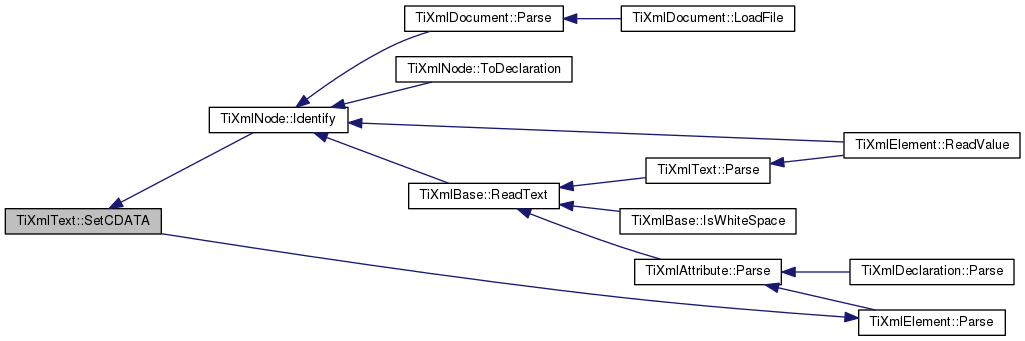 TiXmlDocument::Parse
TiXmlDocument::LoadFile
TiXmlNode::ToDeclaration
TiXmlNode::Identify
TiXmlElement::ReadValue
TiXmlText::Parse
TiXmlBase::ReadText
TiXmlText::SetCDATA
TiXmlBase::IsWhiteSpace
TiXmlAttribute::Parse
TiXmlDeclaration::Parse
TiXmlElement::Parse